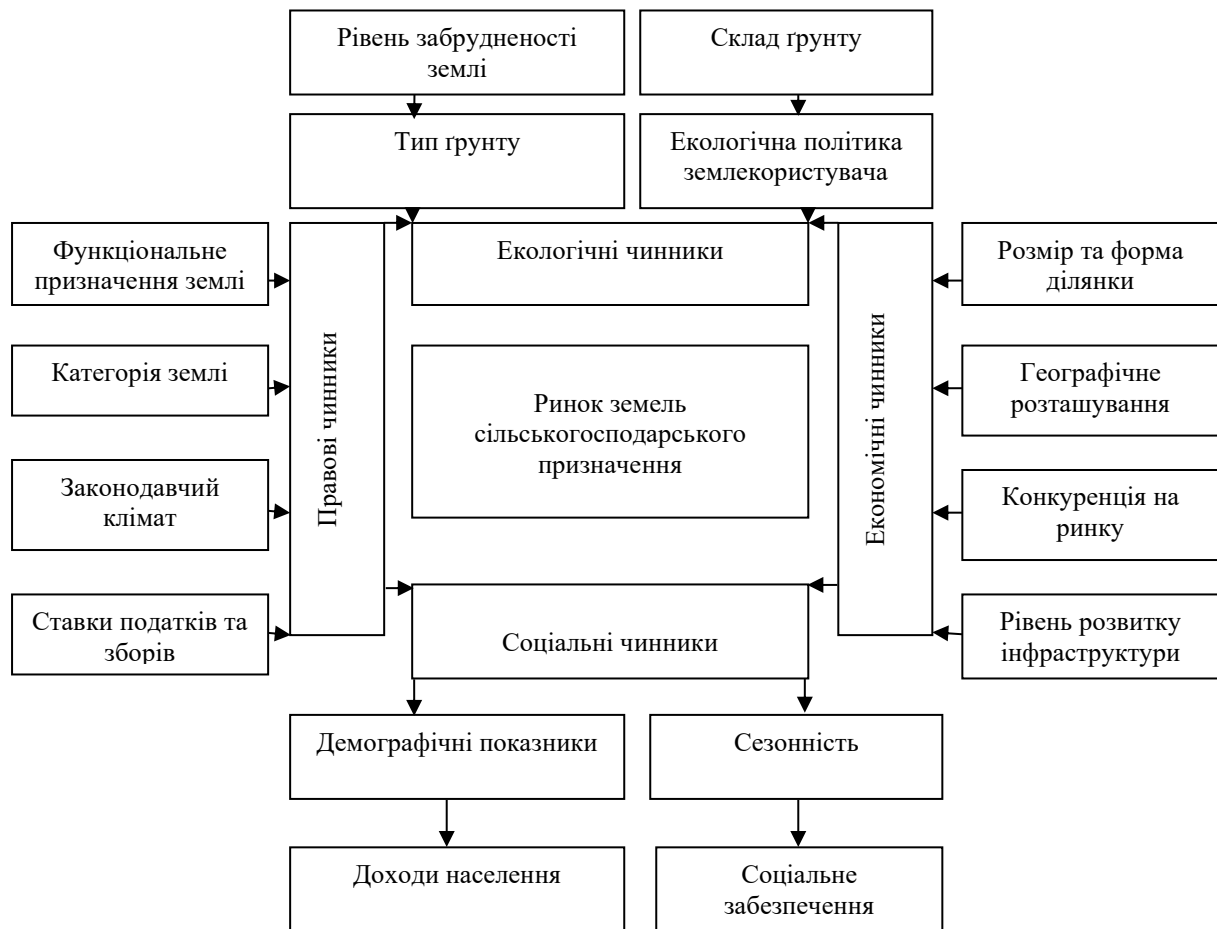 Рівень забрудненості
землі
Склад ґрунту
Тип ґрунту
Екологічна політика
землекористувача
Функціональне
призначення землі
Екологічні чинники
Розмір та форма
ділянки
Правові чинники
Економічні чинники
Категорія землі
Ринок земель
сільськогосподарського
призначення
Географічне
розташування
Законодавчий
клімат
Конкуренція на
ринку
Ставки податків та
зборів
Соціальні чинники
Рівень розвитку
інфраструктури
Демографічні показники
Сезонність
Доходи населення
Соціальне
забезпечення